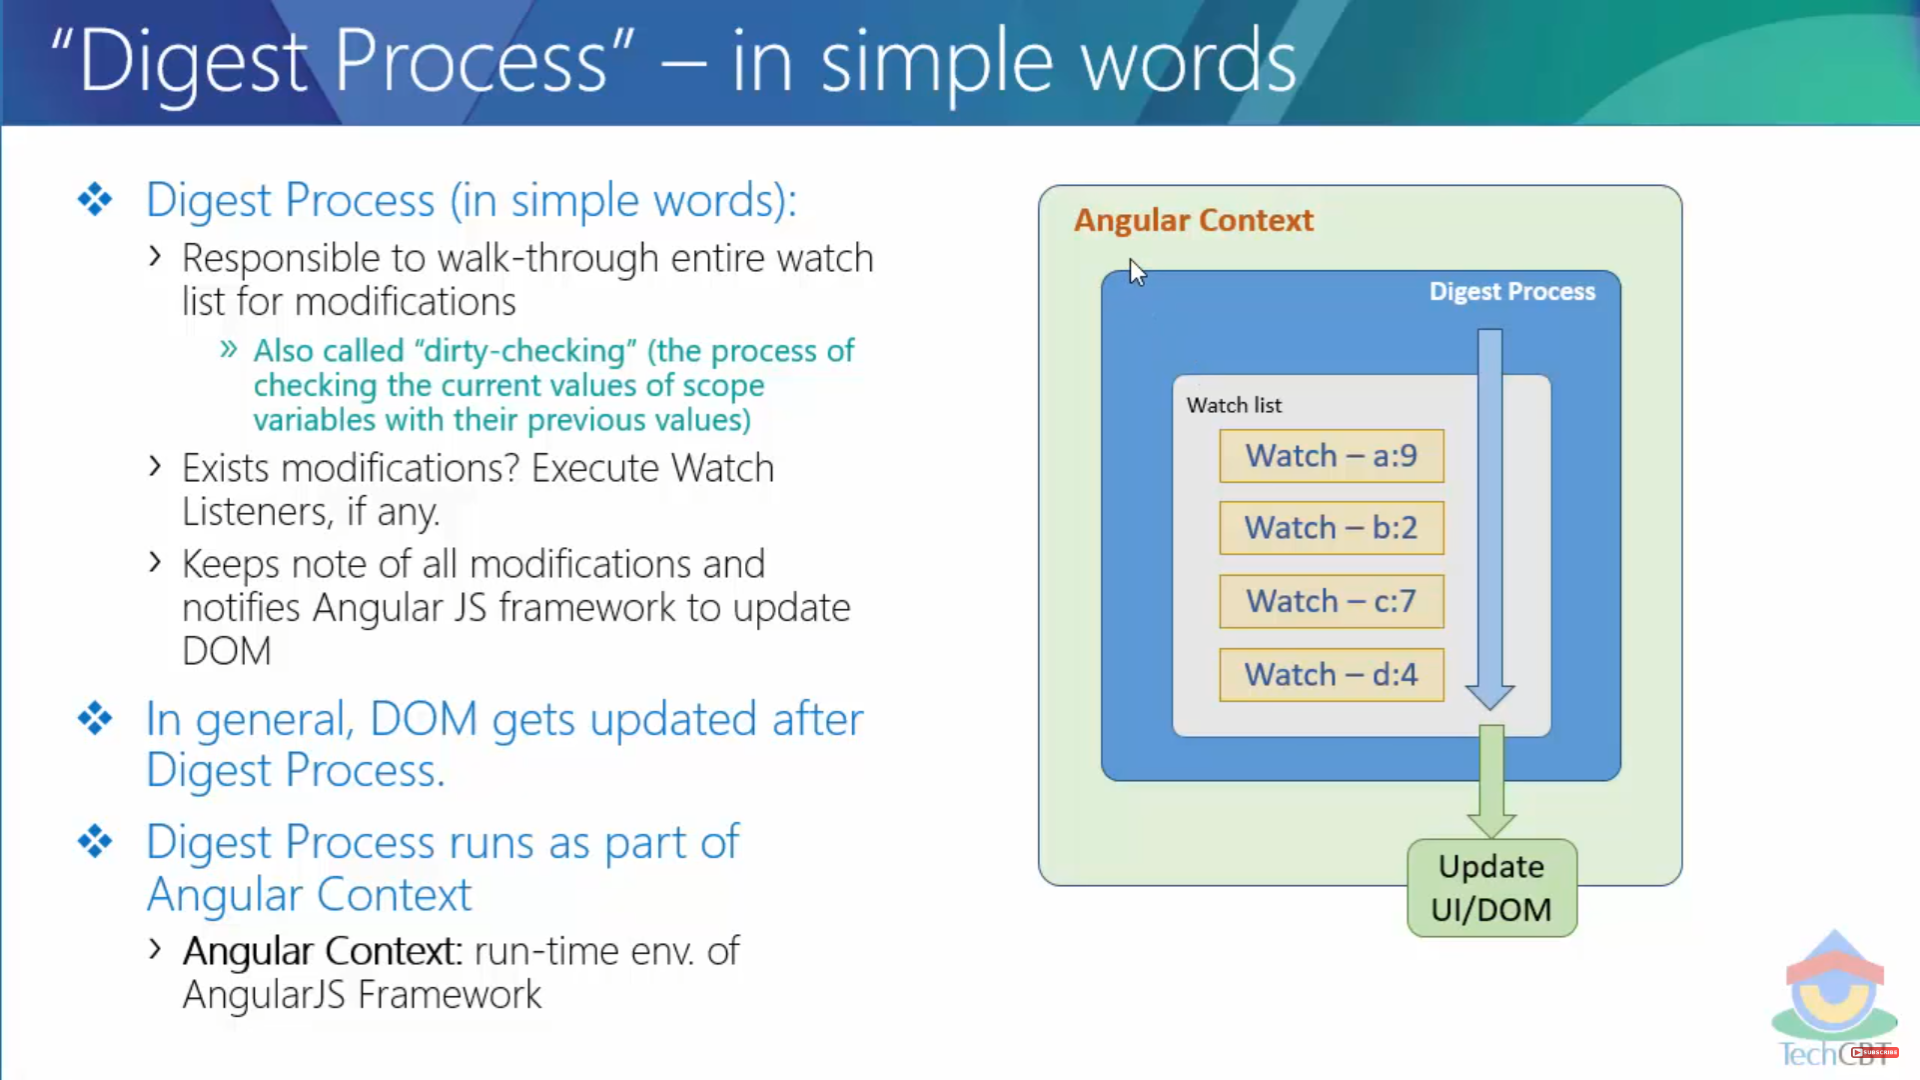 “Digest Process” – in simple words
Digest Process (in simple words):
Responsible to walk-through entire watch
list for modifications
Also called “dirty-checking” (the process of
checking the current values of scope
variables with their previous values)
Exists modifications? Execute Watch
Listeners, if any.
Keeps note of all modifications and
notifies Angular JS framework to update
DOM
In general, DOM gets updated after
Digest Process.
Digest Process runs as part of
Angular Context
Angular Context: run-time env. of
AngularJS Framework
Angular Context
Digest Process
Watch list
Watch – a:9
Watch – b:2
Watch – c:7
Watch – d:4
Update
UI/DOM
TechCBT
SUBSCRIBE